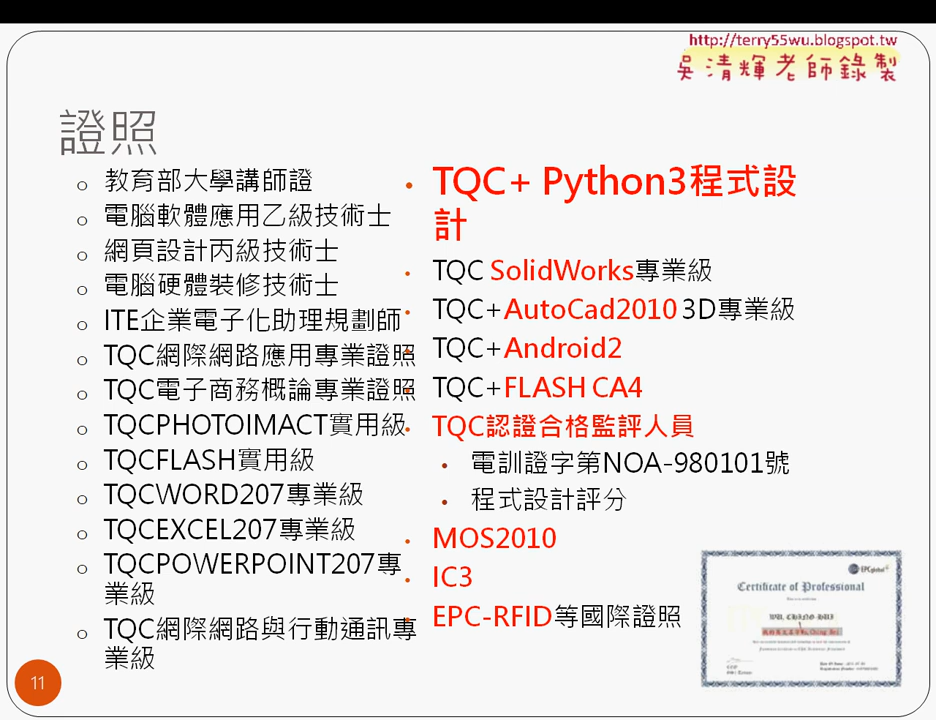 http://terry55wu.blogspot.tw
吳清輝老師錄製
證照
教育部大學講師證
電腦軟體應用乙級技術士
網頁設計丙級技術士
電腦硬體裝修技術士
ITE企業電子化助理規劃師
TQC網際網路應用專業證照
TQC電子商務概論專業證照
TQCPHOTOIMACT實用級
TQCFLASH實用級
TQCWORD207專業級
TQCEXCEL207專業級
TQCPOWERPOINT207專
業級
TQC網際網路與行動通訊專
業級
TQC+ Python3程式設
計
TQC SolidWorks專業級
TQC+AutoCad2010 3D專業級
TQC+Android2
TQC+FLASH CA4
TQC認證合格監評人員
電訓證字第NOA-980101號
程式設計評分
MOS2010
IC3
EPC-RFID等國際證照
EPCglobal
Certificate of Professional
WU, CHING-HUI
11